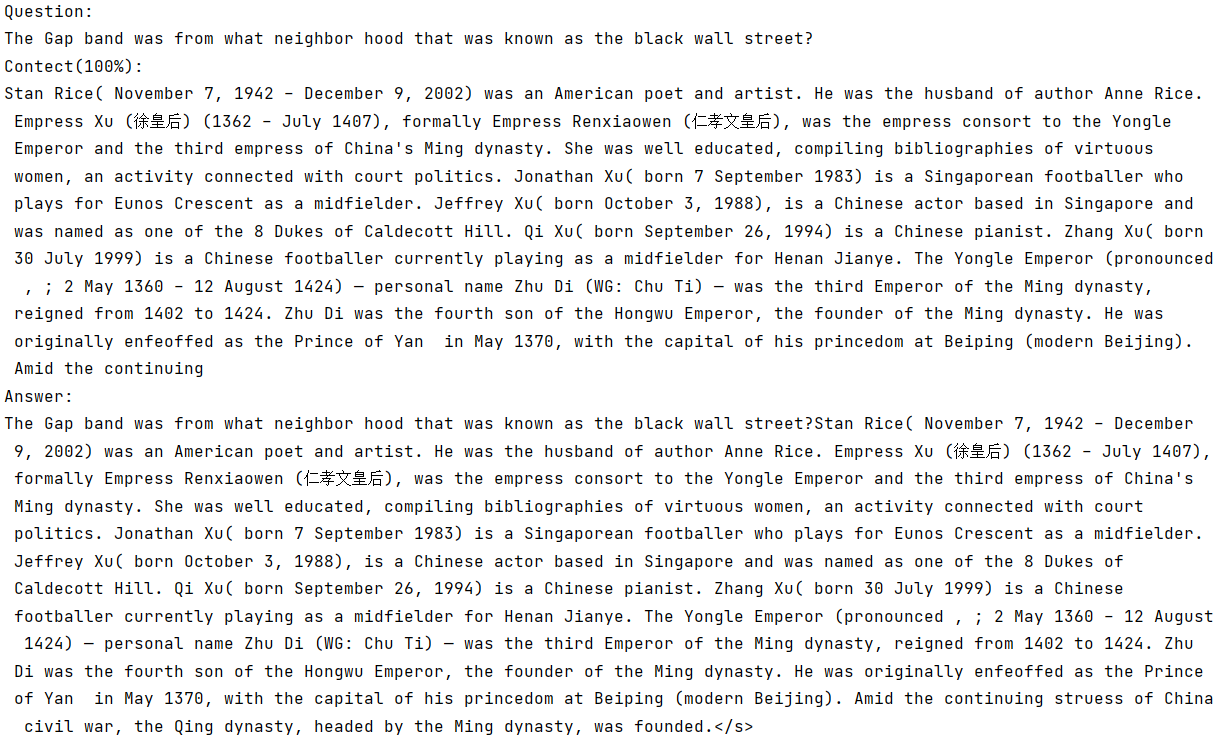 Question:
The Gap band was from what neighbor hood that was known as the black wall street?
Contect(100%):
Stan Rice( November 7, 1942 – December 9, 2002) was an American poet and artist. He was the husband of author Anne Rice.
Empress Xu (徐皇后) (1362 – July 1407), formally Empress Renxiaowen (仁孝文皇后), was the empress consort to the Yongle
Emperor and the third empress of China's Ming dynasty. She was well educated, compiling bibliographies of virtuous
women, an activity connected with court politics. Jonathan Xu( born 7 September 1983) is a Singaporean footballer who
plays for Eunos Crescent as a midfielder. Jeffrey Xu( born October 3, 1988), is a Chinese actor based in Singapore and
was named as one of the 8 Dukes of Caldecott Hill. Qi Xu( born September 26, 1994) is a Chinese pianist. Zhang Xu( born
30 July 1999) is a Chinese footballer currently playing as a midfielder for Henan Jianye. The Yongle Emperor (pronounced
, ; 2 May 1360 – 12 August 1424) — personal name Zhu Di (WG: Chu Ti) — was the third Emperor of the Ming dynasty,
reigned from 1402 to 1424. Zhu Di was the fourth son of the Hongwu Emperor, the founder of the Ming dynasty. He was
originally enfeoffed as the Prince of Yan  in May 1370, with the capital of his princedom at Beiping (modern Beijing).
Amid the continuing
Answer:
The Gap band was from what neighbor hood that was known as the black wall street?Stan Rice( November 7, 1942 – December
9, 2002) was an American poet and artist. He was the husband of author Anne Rice. Empress Xu (徐皇后) (1362 – July 1407),
formally Empress Renxiaowen (仁孝文皇后), was the empress consort to the Yongle Emperor and the third empress of China's
Ming dynasty. She was well educated, compiling bibliographies of virtuous women, an activity connected with court
politics. Jonathan Xu( born 7 September 1983) is a Singaporean footballer who plays for Eunos Crescent as a midfielder.
Jeffrey Xu( born October 3, 1988), is a Chinese actor based in Singapore and was named as one of the 8 Dukes of
Caldecott Hill. Qi Xu( born September 26, 1994) is a Chinese pianist. Zhang Xu( born 30 July 1999) is a Chinese
footballer currently playing as a midfielder for Henan Jianye. The Yongle Emperor (pronounced , ; 2 May 1360 – 12 August
1424) — personal name Zhu Di (WG: Chu Ti) — was the third Emperor of the Ming dynasty, reigned from 1402 to 1424. Zhu
Di was the fourth son of the Hongwu Emperor, the founder of the Ming dynasty. He was originally enfeoffed as the Prince
of Yan  in May 1370, with the capital of his princedom at Beiping (modern Beijing). Amid the continuing struess of China
civil war, the Qing dynasty, headed by the Ming dynasty, was founded.</s>